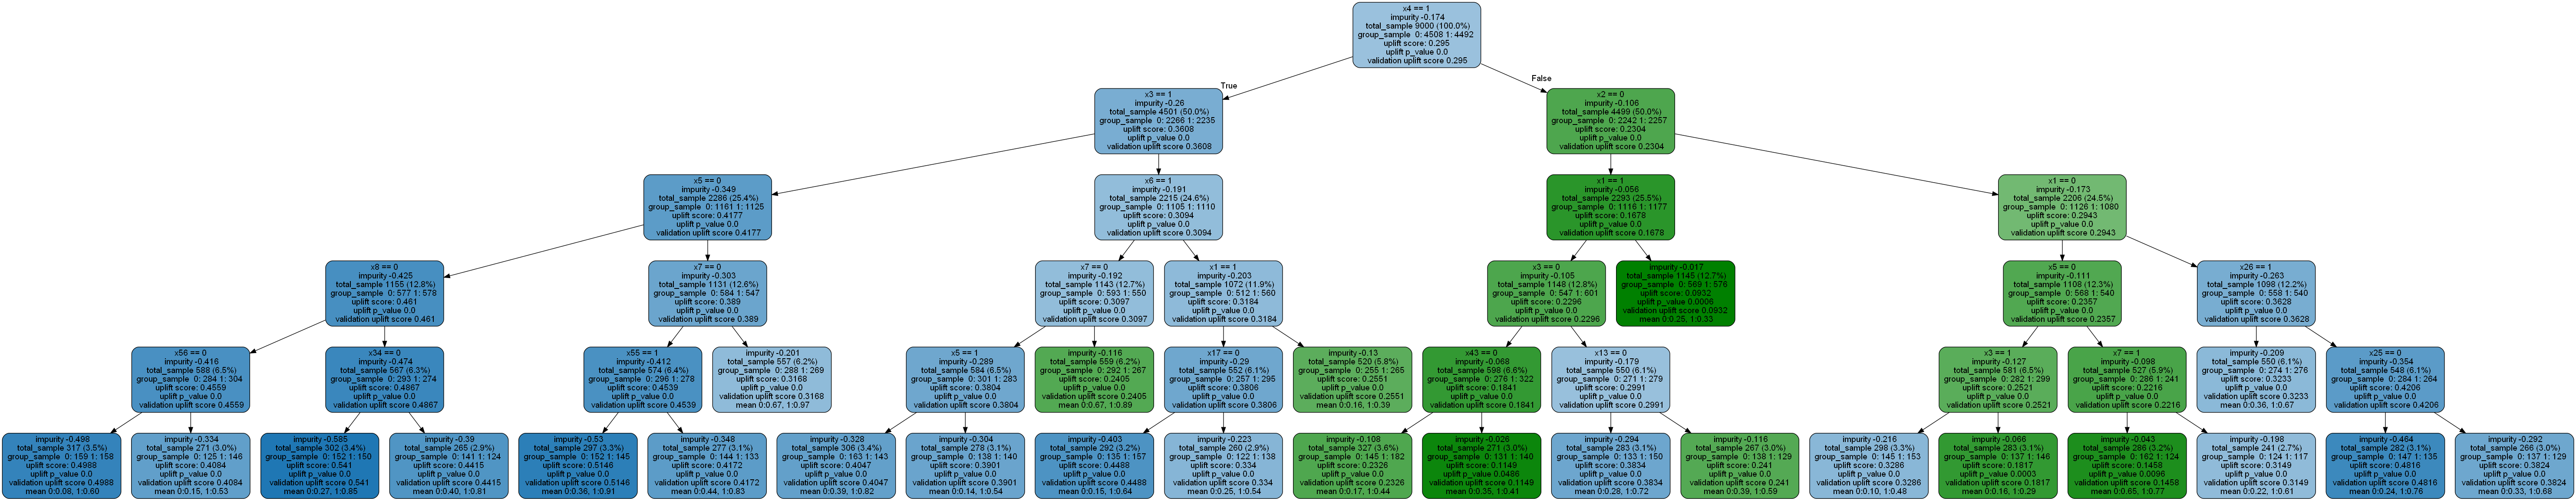 x4 == 1
impurity -0.174
total_sample 9000 (100.0%)
group_sample 0: 4508 1: 4492
uplift score: 0.295
uplift p_value 0.0
validation uplift score 0.295
True
False
x3 == 1
impurity -0.26
total_sample 4501 (50.0%)
group_sample 0: 2266 1: 2235
uplift score: 0.3608
uplift p_value 0.0
validation uplift score 0.3608
x2 == 0
impurity -0.106
total_sample 4499 (50.0%)
group_sample 0: 2242 1: 2257
uplift score: 0.2304
uplift p_value 0.0
validation uplift score 0.2304
x5 == 0
impurity -0.349
total_sample 2286 (25.4%)
group_sample 0: 1161 1: 1125
uplift score: 0.4177
uplift p_value 0.0
validation uplift score 0.4177
x6 == 1
impurity -0.191
total_sample 2215 (24.6%)
group_sample 0: 1105 1: 1110
uplift score: 0.3094
uplift p_value 0.0
validation uplift score 0.3094
x1 == 1
impurity -0.056
total_sample 2293 (25.5%)
group_sample 0: 1116 1: 1177
uplift score: 0.1678
uplift p_value 0.0
validation uplift score 0.1678
x1 == 0
impurity -0.173
total_sample 2206 (24.5%)
group_sample 0: 1126 1: 1080
uplift score: 0.2943
uplift p_value 0.0
validation uplift score 0.2943
x8 == 0
impurity -0.425
total_sample 1155 (12.8%)
group_sample 0: 577 1: 578
uplift score: 0.461
uplift p_value 0.0
validation uplift score 0.461
x7 == 0
impurity -0.303
total_sample 1131 (12.6%)
group_sample 0: 584 1: 547
uplift score: 0.389
uplift p_value 0.0
validation uplift score 0.389
x7 == 0
impurity -0.192
total_sample 1143 (12.7%)
group_sample 0: 593 1: 550
uplift score: 0.3097
uplift p_value 0.0
validation uplift score 0.3097
x1 == 1
impurity -0.203
total_sample 1072 (11.9%)
group_sample 0: 512 1: 560
uplift score: 0.3184
uplift p_value 0.0
validation uplift score 0.3184
x3 == 0
impurity -0.105
total_sample 1148 (12.8%)
group_sample 0: 547 1: 601
uplift score: 0.2296
uplift p_value 0.0
validation uplift score 0.2296
impurity -0.017
total_sample 1145 (12.7%)
group_sample 0: 569 1: 576
uplift score: 0.0932
uplift p_value 0.0006
validation uplift score 0.0932
mean 0:0.25, 1:0.33
x5 == 0
impurity -0.111
total_sample 1108 (12.3%)
group_sample 0: 568 1: 540
uplift score: 0.2357
uplift p_value 0.0
validation uplift score 0.2357
x26 == 1
impurity -0.263
total_sample 1098 (12.2%)
group_sample 0: 558 1: 540
uplift score: 0.3628
uplift p_value 0.0
validation uplift score 0.3628
x56 == 0
impurity -0.416
total_sample 588 (6.5%)
group_sample 0: 284 1: 304
uplift score: 0.4559
uplift p_value 0.0
validation uplift score 0.4559
x34 == 0
impurity -0.474
total_sample 567 (6.3%)
group_sample 0: 293 1: 274
uplift score: 0.4867
uplift p_value 0.0
validation uplift score 0.4867
x55 == 1
impurity -0.412
total_sample 574 (6.4%)
group_sample 0: 296 1: 278
uplift score: 0.4539
uplift p_value 0.0
validation uplift score 0.4539
impurity -0.201
total_sample 557 (6.2%)
group_sample 0: 288 1: 269
uplift score: 0.3168
uplift p_value 0.0
validation uplift score 0.3168
mean 0:0.67, 1:0.97
x5 == 1
impurity -0.289
total_sample 584 (6.5%)
group_sample 0: 301 1: 283
uplift score: 0.3804
uplift p_value 0.0
validation uplift score 0.3804
impurity -0.116
total_sample 559 (6.2%)
group_sample 0: 292 1: 267
uplift score: 0.2405
uplift p_value 0.0
validation uplift score 0.2405
mean 0:0.67, 1:0.89
x17 == 0
impurity -0.29
total_sample 552 (6.1%)
group_sample 0: 257 1: 295
uplift score: 0.3806
uplift p_value 0.0
validation uplift score 0.3806
impurity -0.13
total_sample 520 (5.8%)
group_sample 0: 255 1: 265
uplift score: 0.2551
uplift p_value 0.0
validation uplift score 0.2551
mean 0:0.16, 1:0.39
x43 == 0
impurity -0.068
total_sample 598 (6.6%)
group_sample 0: 276 1: 322
uplift score: 0.1841
uplift p_value 0.0
validation uplift score 0.1841
x13 == 0
impurity -0.179
total_sample 550 (6.1%)
group_sample 0: 271 1: 279
uplift score: 0.2991
uplift p_value 0.0
validation uplift score 0.2991
x3 == 1
impurity -0.127
total_sample 581 (6.5%)
group_sample 0: 282 1: 299
uplift score: 0.2521
uplift p_value 0.0
validation uplift score 0.2521
x7 == 1
impurity -0.098
total_sample 527 (5.9%)
group_sample 0: 286 1: 241
uplift score: 0.2216
uplift p_value 0.0
validation uplift score 0.2216
impurity -0.209
total_sample 550 (6.1%)
group_sample 0: 274 1: 276
uplift score: 0.3233
uplift p_value 0.0
validation uplift score 0.3233
mean 0:0.36, 1:0.67
x25 == 0
impurity -0.354
total_sample 548 (6.1%)
group_sample 0: 284 1: 264
uplift score: 0.4206
uplift p_value 0.0
validation uplift score 0.4206
impurity -0.498
total_sample 317 (3.5%)
group_sample 0: 159 1: 158
uplift score: 0.4988
uplift p_value 0.0
validation uplift score 0.4988
mean 0:0.08, 1:0.60
impurity -0.334
total_sample 271 (3.0%)
group_sample 0: 125 1: 146
uplift score: 0.4084
uplift p_value 0.0
validation uplift score 0.4084
mean 0:0.15, 1:0.53
impurity -0.585
total_sample 302 (3.4%)
group_sample 0: 152 1: 150
uplift score: 0.541
uplift p_value 0.0
validation uplift score 0.541
mean 0:0.27, 1:0.85
impurity -0.39
total_sample 265 (2.9%)
group_sample 0: 141 1: 124
uplift score: 0.4415
uplift p_value 0.0
validation uplift score 0.4415
mean 0:0.40, 1:0.81
impurity -0.53
total_sample 297 (3.3%)
group_sample 0: 152 1: 145
uplift score: 0.5146
uplift p_value 0.0
validation uplift score 0.5146
mean 0:0.36, 1:0.91
impurity -0.348
total_sample 277 (3.1%)
group_sample 0: 144 1: 133
uplift score: 0.4172
uplift p_value 0.0
validation uplift score 0.4172
mean 0:0.44, 1:0.83
impurity -0.328
total_sample 306 (3.4%)
group_sample 0: 163 1: 143
uplift score: 0.4047
uplift p_value 0.0
validation uplift score 0.4047
mean 0:0.39, 1:0.82
impurity -0.304
total_sample 278 (3.1%)
group_sample 0: 138 1: 140
uplift score: 0.3901
uplift p_value 0.0
validation uplift score 0.3901
mean 0:0.14, 1:0.54
impurity -0.403
total_sample 292 (3.2%)
group_sample 0: 135 1: 157
uplift score: 0.4488
uplift p_value 0.0
validation uplift score 0.4488
mean 0:0.15, 1:0.64
impurity -0.223
total_sample 260 (2.9%)
group_sample 0: 122 1: 138
uplift score: 0.334
uplift p_value 0.0
validation uplift score 0.334
mean 0:0.25, 1:0.54
impurity -0.108
total_sample 327 (3.6%)
group_sample 0: 145 1: 182
uplift score: 0.2326
uplift p_value 0.0
validation uplift score 0.2326
mean 0:0.17, 1:0.44
impurity -0.026
total_sample 271 (3.0%)
group_sample 0: 131 1: 140
uplift score: 0.1149
uplift p_value 0.0486
validation uplift score 0.1149
mean 0:0.35, 1:0.41
impurity -0.294
total_sample 283 (3.1%)
group_sample 0: 133 1: 150
uplift score: 0.3834
uplift p_value 0.0
validation uplift score 0.3834
mean 0:0.28, 1:0.72
impurity -0.116
total_sample 267 (3.0%)
group_sample 0: 138 1: 129
uplift score: 0.241
uplift p_value 0.0
validation uplift score 0.241
mean 0:0.39, 1:0.59
impurity -0.216
total_sample 298 (3.3%)
group_sample 0: 145 1: 153
uplift score: 0.3286
uplift p_value 0.0
validation uplift score 0.3286
mean 0:0.10, 1:0.48
impurity -0.066
total_sample 283 (3.1%)
group_sample 0: 137 1: 146
uplift score: 0.1817
uplift p_value 0.0003
validation uplift score 0.1817
mean 0:0.16, 1:0.29
impurity -0.043
total_sample 286 (3.2%)
group_sample 0: 162 1: 124
uplift score: 0.1458
uplift p_value 0.0096
validation uplift score 0.1458
mean 0:0.65, 1:0.77
impurity -0.198
total_sample 241 (2.7%)
group_sample 0: 124 1: 117
uplift score: 0.3149
uplift p_value 0.0
validation uplift score 0.3149
mean 0:0.22, 1:0.61
impurity -0.464
total_sample 282 (3.1%)
group_sample 0: 147 1: 135
uplift score: 0.4816
uplift p_value 0.0
validation uplift score 0.4816
mean 0:0.24, 1:0.76
impurity -0.292
total_sample 266 (3.0%)
group_sample 0: 137 1: 129
uplift score: 0.3824
uplift p_value 0.0
validation uplift score 0.3824
mean 0:0.33, 1:0.68